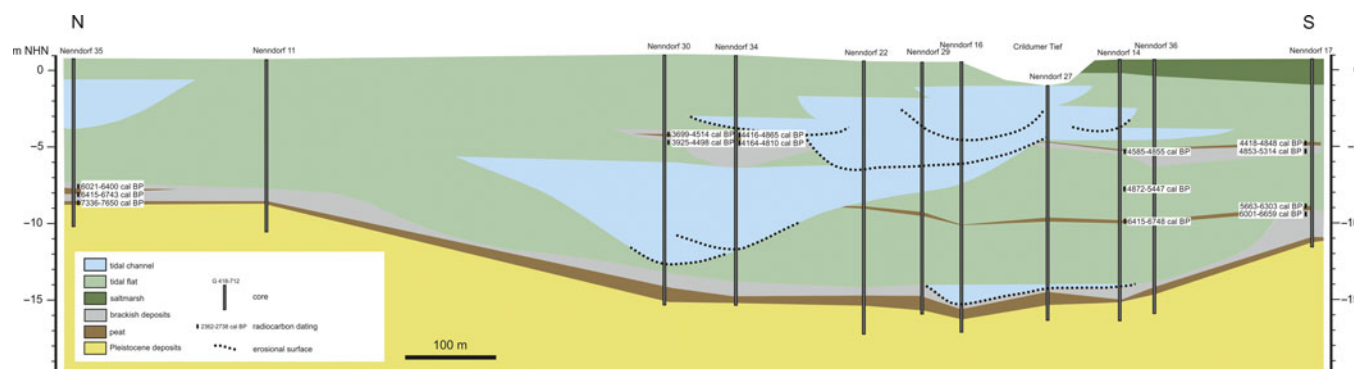 N
S
m NHN
Nenndorf 35
Nenndorf 11
Nenndorf 30
Nenndorf 34
Nenndorf 22
Nenndorf 29
Nenndorf 16
Crildumer Tief
Nenndorf 27
Nenndorf 14
Nenndorf 36
Nenndorf 17
0
−5
−10
−15
3699-4514 cal BP
3925-4498 cal BP
4416-4865 cal BP
4164-4810 cal BP
4585-4855 cal BP
4418-4848 cal BP
4853-5314 cal BP
4872-5447 cal BP
5663-6303 cal BP
6001-6659 cal BP
6415-6748 cal BP
6021-6400 cal BP
6415-6743 cal BP
7336-7650 cal BP
tidal channel
tidal flat
saltmarsh
brackish deposits
peat
Pleistocene deposits
G-419-712
core
2362-2738 cal BP
radiocarbon dating
erosional surface
100 m